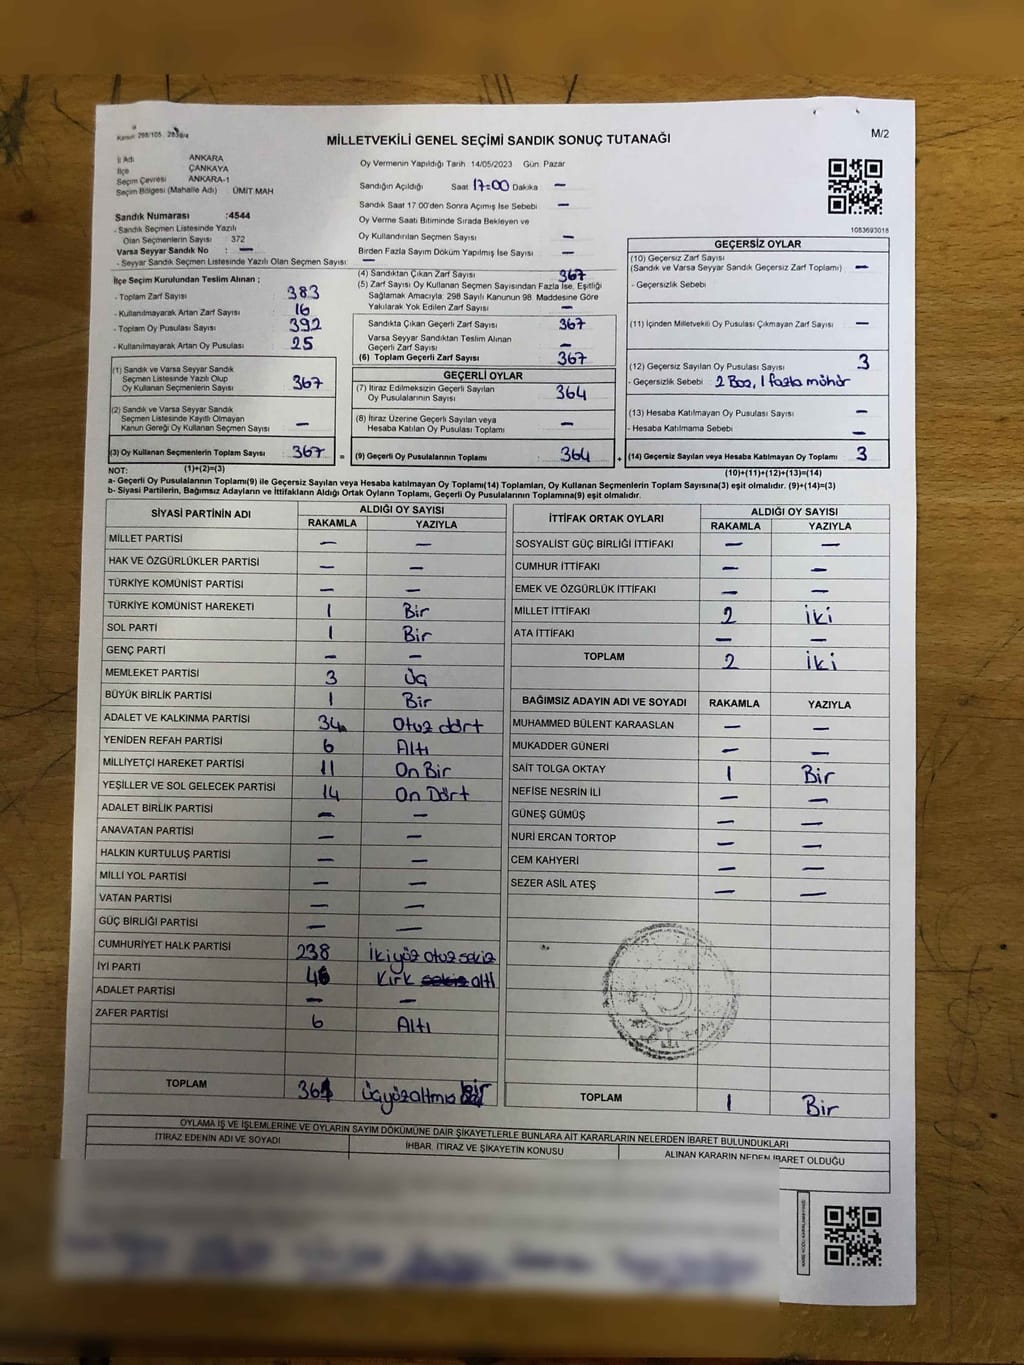 Kanun: 298/105
MİLLETVEKİLİ GENEL SEÇİMİ SANDIK SONUÇ TUTANAĞI
M/2
İl Adı ANKARA
İlçe ÇANKAYA
Seçim Çevresi ANKARA-1
Seçim Bölgesi (Mahalle Adı) ÜMİT MAH
Sandık Numarası :4544
- Sandık Seçmen Listesinde Yazılı
Olan Seçmenlerin Sayısı : 372
Varsa Seyyar Sandık No : —
- Seyyar Sandık Seçmen Listesinde Yazılı Olan Seçmen Sayısı: —
Oy Vermenin Yapıldığı Tarih 14/05/2023 Gün Pazar
Sandığın Açıldığı Saat 17:00 Dakika —
Sandık Saat 17:00'den Sonra Açılmış İse Sebebi —
Oy Verme Saati Bitiminde Sırada Bekleyen ve
Oy Kullandırılan Seçmen Sayısı —
Birden Fazla Sayım Döküm Yapılmış İse Sayısı —
1083693018
İlçe Seçim Kurulundan Teslim Alınan ;
- Toplam Zarf Sayısı 383
- Kullanılmayarak Artan Zarf Sayısı 16
- Toplam Oy Pusulası Sayısı 392
- Kullanılmayarak Artan Oy Pusulası 25
(1) Sandık ve Varsa Seyyar Sandık
Seçmen Listesinde Yazılı Olup
Oy Kullanan Seçmenlerin Sayısı 367
(2) Sandık ve Varsa Seyyar Sandık
Seçmen Listesinde Kayıtlı Olmayan
Kanun Gereği Oy Kullanan Seçmen Sayısı —
(3) Oy Kullanan Seçmenlerin Toplam Sayısı 367
(4) Sandıktan Çıkan Zarf Sayısı 367
(5) Zarf Sayısı Oy Kullanan Seçmen Sayısından Fazla İse, Eşitliği
Sağlamak Amacıyla; 298 Sayılı Kanunun 98. Maddesine Göre
Yakılarak Yok Edilen Zarf Sayısı —
Sandıkta Çıkan Geçerli Zarf Sayısı 367
Varsa Seyyar Sandıktan Teslim Alınan
Geçerli Zarf Sayısı —
(6) Toplam Geçerli Zarf Sayısı 367
GEÇERLİ OYLAR
(7) İtiraz Edilmeksizin Geçerli Sayılan
Oy Pusulalarının Sayısı 364
(8) İtiraz Üzerine Geçerli Sayılan veya
Hesaba Katılan Oy Pusulası Toplamı —
= (9) Geçerli Oy Pusulalarının Toplamı : 364
GEÇERSİZ OYLAR
(10) Geçersiz Zarf Sayısı
(Sandık ve Varsa Seyyar Sandık Geçersiz Zarf Toplamı) —
- Geçersizlik Sebebi
(11) İçinden Milletvekili Oy Pusulası Çıkmayan Zarf Sayısı —
(12) Geçersiz Sayılan Oy Pusulası Sayısı 3
- Geçersizlik Sebebi : 2 Boş, 1 fazla mühür
(13) Hesaba Katılmayan Oy Pusulası Sayısı —
- Hesaba Katılmama Sebebi —
+ (14) Geçersiz Sayılan veya Hesaba Katılmayan Oy Toplamı 3
NOT: (1)+(2)=(3) (10)+(11)+(12)+(13)=(14)
a- Geçerli Oy Pusulalarının Toplamı(9) ile Geçersiz Sayılan veya Hesaba katılmayan Oy Toplamı(14) Toplamları, Oy Kullanan Seçmenlerin Toplam Sayısına(3) eşit olmalıdır. (9)+(14)=(3)
b- Siyasi Partilerin, Bağımsız Adayların ve İttifakların Aldığı Ortak Oyların Toplamı, Geçerli Oy Pusulalarının Toplamına(9) eşit olmalıdır.
SİYASİ PARTİNİN ADI ALDIĞI OY SAYISI
RAKAMLA YAZIYLA
MİLLET PARTİSİ — —
HAK VE ÖZGÜRLÜKLER PARTİSİ — —
TÜRKİYE KOMÜNİST PARTİSİ — —
TÜRKİYE KOMÜNİST HAREKETİ 1 Bir
SOL PARTİ 1 Bir
GENÇ PARTİ — —
MEMLEKET PARTİSİ 3 Üç
BÜYÜK BİRLİK PARTİSİ 1 Bir
ADALET VE KALKINMA PARTİSİ 34 Otuz dört
YENİDEN REFAH PARTİSİ 6 Altı
MİLLİYETÇİ HAREKET PARTİSİ 11 On Bir
YEŞİLLER VE SOL GELECEK PARTİSİ 14 On Dört
ADALET BİRLİK PARTİSİ — —
ANAVATAN PARTİSİ — —
HALKIN KURTULUŞ PARTİSİ — —
MİLLİ YOL PARTİSİ — —
VATAN PARTİSİ — —
GÜÇ BİRLİĞİ PARTİSİ — —
CUMHURİYET HALK PARTİSİ 238 İkiyüz otuz sekiz
İYİ PARTİ 46 Kırk sekiz altı
ADALET PARTİSİ — —
ZAFER PARTİSİ 6 Altı
TOPLAM 361 Üçyüzaltmış bir
İTTİFAK ORTAK OYLARI ALDIĞI OY SAYISI
RAKAMLA YAZIYLA
SOSYALİST GÜÇ BİRLİĞİ İTTİFAKI — —
CUMHUR İTTİFAKI — —
EMEK VE ÖZGÜRLÜK İTTİFAKI — —
MİLLET İTTİFAKI 2 İki
ATA İTTİFAKI — —
TOPLAM 2 İki
BAĞIMSIZ ADAYIN ADI VE SOYADI RAKAMLA YAZIYLA
MUHAMMED BÜLENT KARAASLAN — —
MUKADDER GÜNERİ — —
SAİT TOLGA OKTAY 1 Bir
NEFİSE NESRİN İLİ — —
GÜNEŞ GÜMÜŞ — —
NURİ ERCAN TORTOP — —
CEM KAHYERİ — —
SEZER ASİL ATEŞ — —
TOPLAM 1 Bir
OYLAMA İŞ VE İŞLEMLERİNE VE OYLARIN SAYIM DÖKÜMÜNE DAİR ŞİKAYETLERLE BUNLARA AİT KARARLARIN NELERDEN İBARET BULUNDUKLARI
İTİRAZ EDENİN ADI VE SOYADI İHBAR, İTİRAZ VE ŞİKAYETİN KONUSU ALINAN KARARIN NEDEN İBARET OLDUĞU